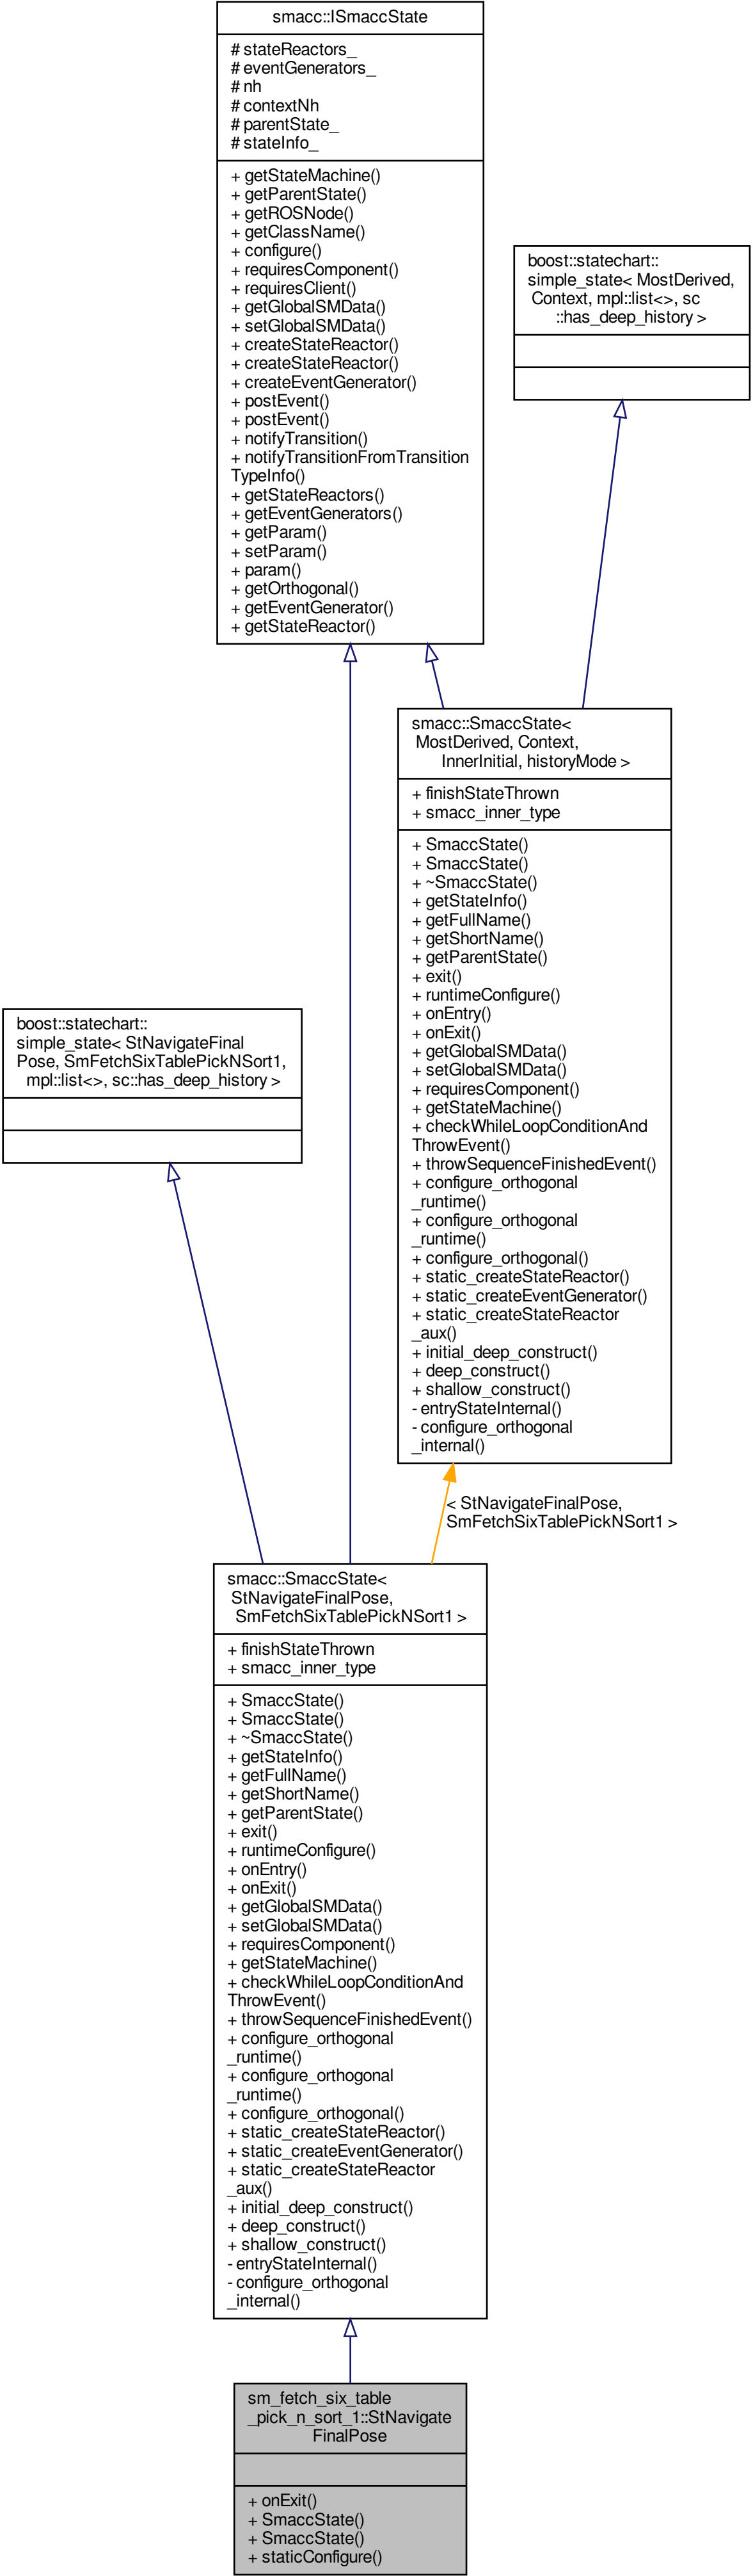 smacc::ISmaccState
# stateReactors_
# eventGenerators_
# nh
# contextNh
# parentState_
# stateInfo_
+ getStateMachine()
+ getParentState()
+ getROSNode()
+ getClassName()
+ configure()
+ requiresComponent()
+ requiresClient()
+ getGlobalSMData()
+ setGlobalSMData()
+ createStateReactor()
+ createStateReactor()
+ createEventGenerator()
+ postEvent()
+ postEvent()
+ notifyTransition()
+ notifyTransitionFromTransition
TypeInfo()
+ getStateReactors()
+ getEventGenerators()
+ getParam()
+ setParam()
+ param()
+ getOrthogonal()
+ getEventGenerator()
+ getStateReactor()
boost::statechart::
simple_state< MostDerived,
Context, mpl::list<>, sc
::has_deep_history >
smacc::SmaccState<
MostDerived, Context,
InnerInitial, historyMode >
+ finishStateThrown
+ smacc_inner_type
+ SmaccState()
+ SmaccState()
+ ~SmaccState()
+ getStateInfo()
+ getFullName()
+ getShortName()
+ getParentState()
+ exit()
+ runtimeConfigure()
+ onEntry()
+ onExit()
+ getGlobalSMData()
+ setGlobalSMData()
+ requiresComponent()
+ getStateMachine()
+ checkWhileLoopConditionAnd
ThrowEvent()
+ throwSequenceFinishedEvent()
+ configure_orthogonal
_runtime()
+ configure_orthogonal
_runtime()
+ configure_orthogonal()
+ static_createStateReactor()
+ static_createEventGenerator()
+ static_createStateReactor
_aux()
+ initial_deep_construct()
+ deep_construct()
+ shallow_construct()
- entryStateInternal()
- configure_orthogonal
_internal()
boost::statechart::
simple_state< StNavigateFinal
Pose, SmFetchSixTablePickNSort1,
mpl::list<>, sc::has_deep_history >
< StNavigateFinalPose,
SmFetchSixTablePickNSort1 >
smacc::SmaccState<
StNavigateFinalPose,
SmFetchSixTablePickNSort1 >
+ finishStateThrown
+ smacc_inner_type
+ SmaccState()
+ SmaccState()
+ ~SmaccState()
+ getStateInfo()
+ getFullName()
+ getShortName()
+ getParentState()
+ exit()
+ runtimeConfigure()
+ onEntry()
+ onExit()
+ getGlobalSMData()
+ setGlobalSMData()
+ requiresComponent()
+ getStateMachine()
+ checkWhileLoopConditionAnd
ThrowEvent()
+ throwSequenceFinishedEvent()
+ configure_orthogonal
_runtime()
+ configure_orthogonal
_runtime()
+ configure_orthogonal()
+ static_createStateReactor()
+ static_createEventGenerator()
+ static_createStateReactor
_aux()
+ initial_deep_construct()
+ deep_construct()
+ shallow_construct()
- entryStateInternal()
- configure_orthogonal
_internal()
sm_fetch_six_table
_pick_n_sort_1::StNavigate
FinalPose
+ onExit()
+ SmaccState()
+ SmaccState()
+ staticConfigure()